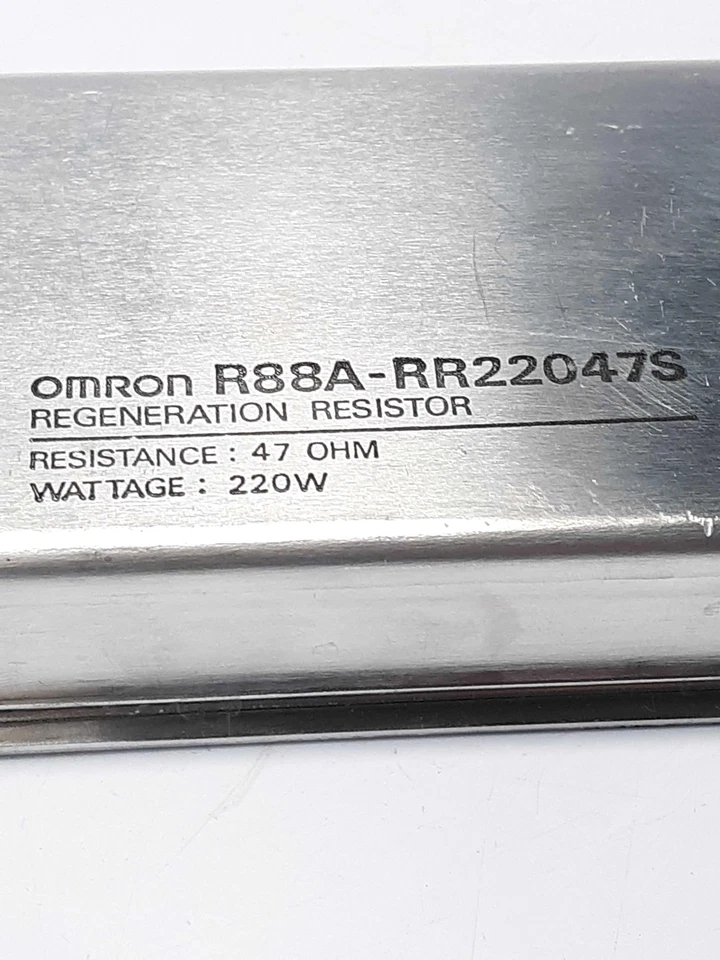 omron R88A-RR22047S
REGENERATION RESISTOR
RESISTANCE : 47 OHM
WATTAGE : 220W